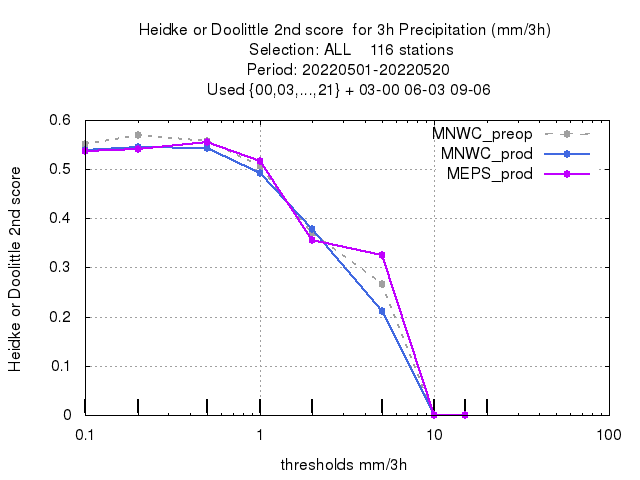 Heidke or Doolittle 2nd score  for 3h Precipitation (mm/3h)
Selection: ALL    116 stations
Period: 20220501-20220520
Used {00,03,...,21} + 03-00 06-03 09-06
MNWC_preop
MNWC_prod
MEPS_prod
Heidke or Doolittle 2nd score
0.6
0.5
0.4
0.3
0.2
0.1
0
0.1 1 10 100
thresholds mm/3h